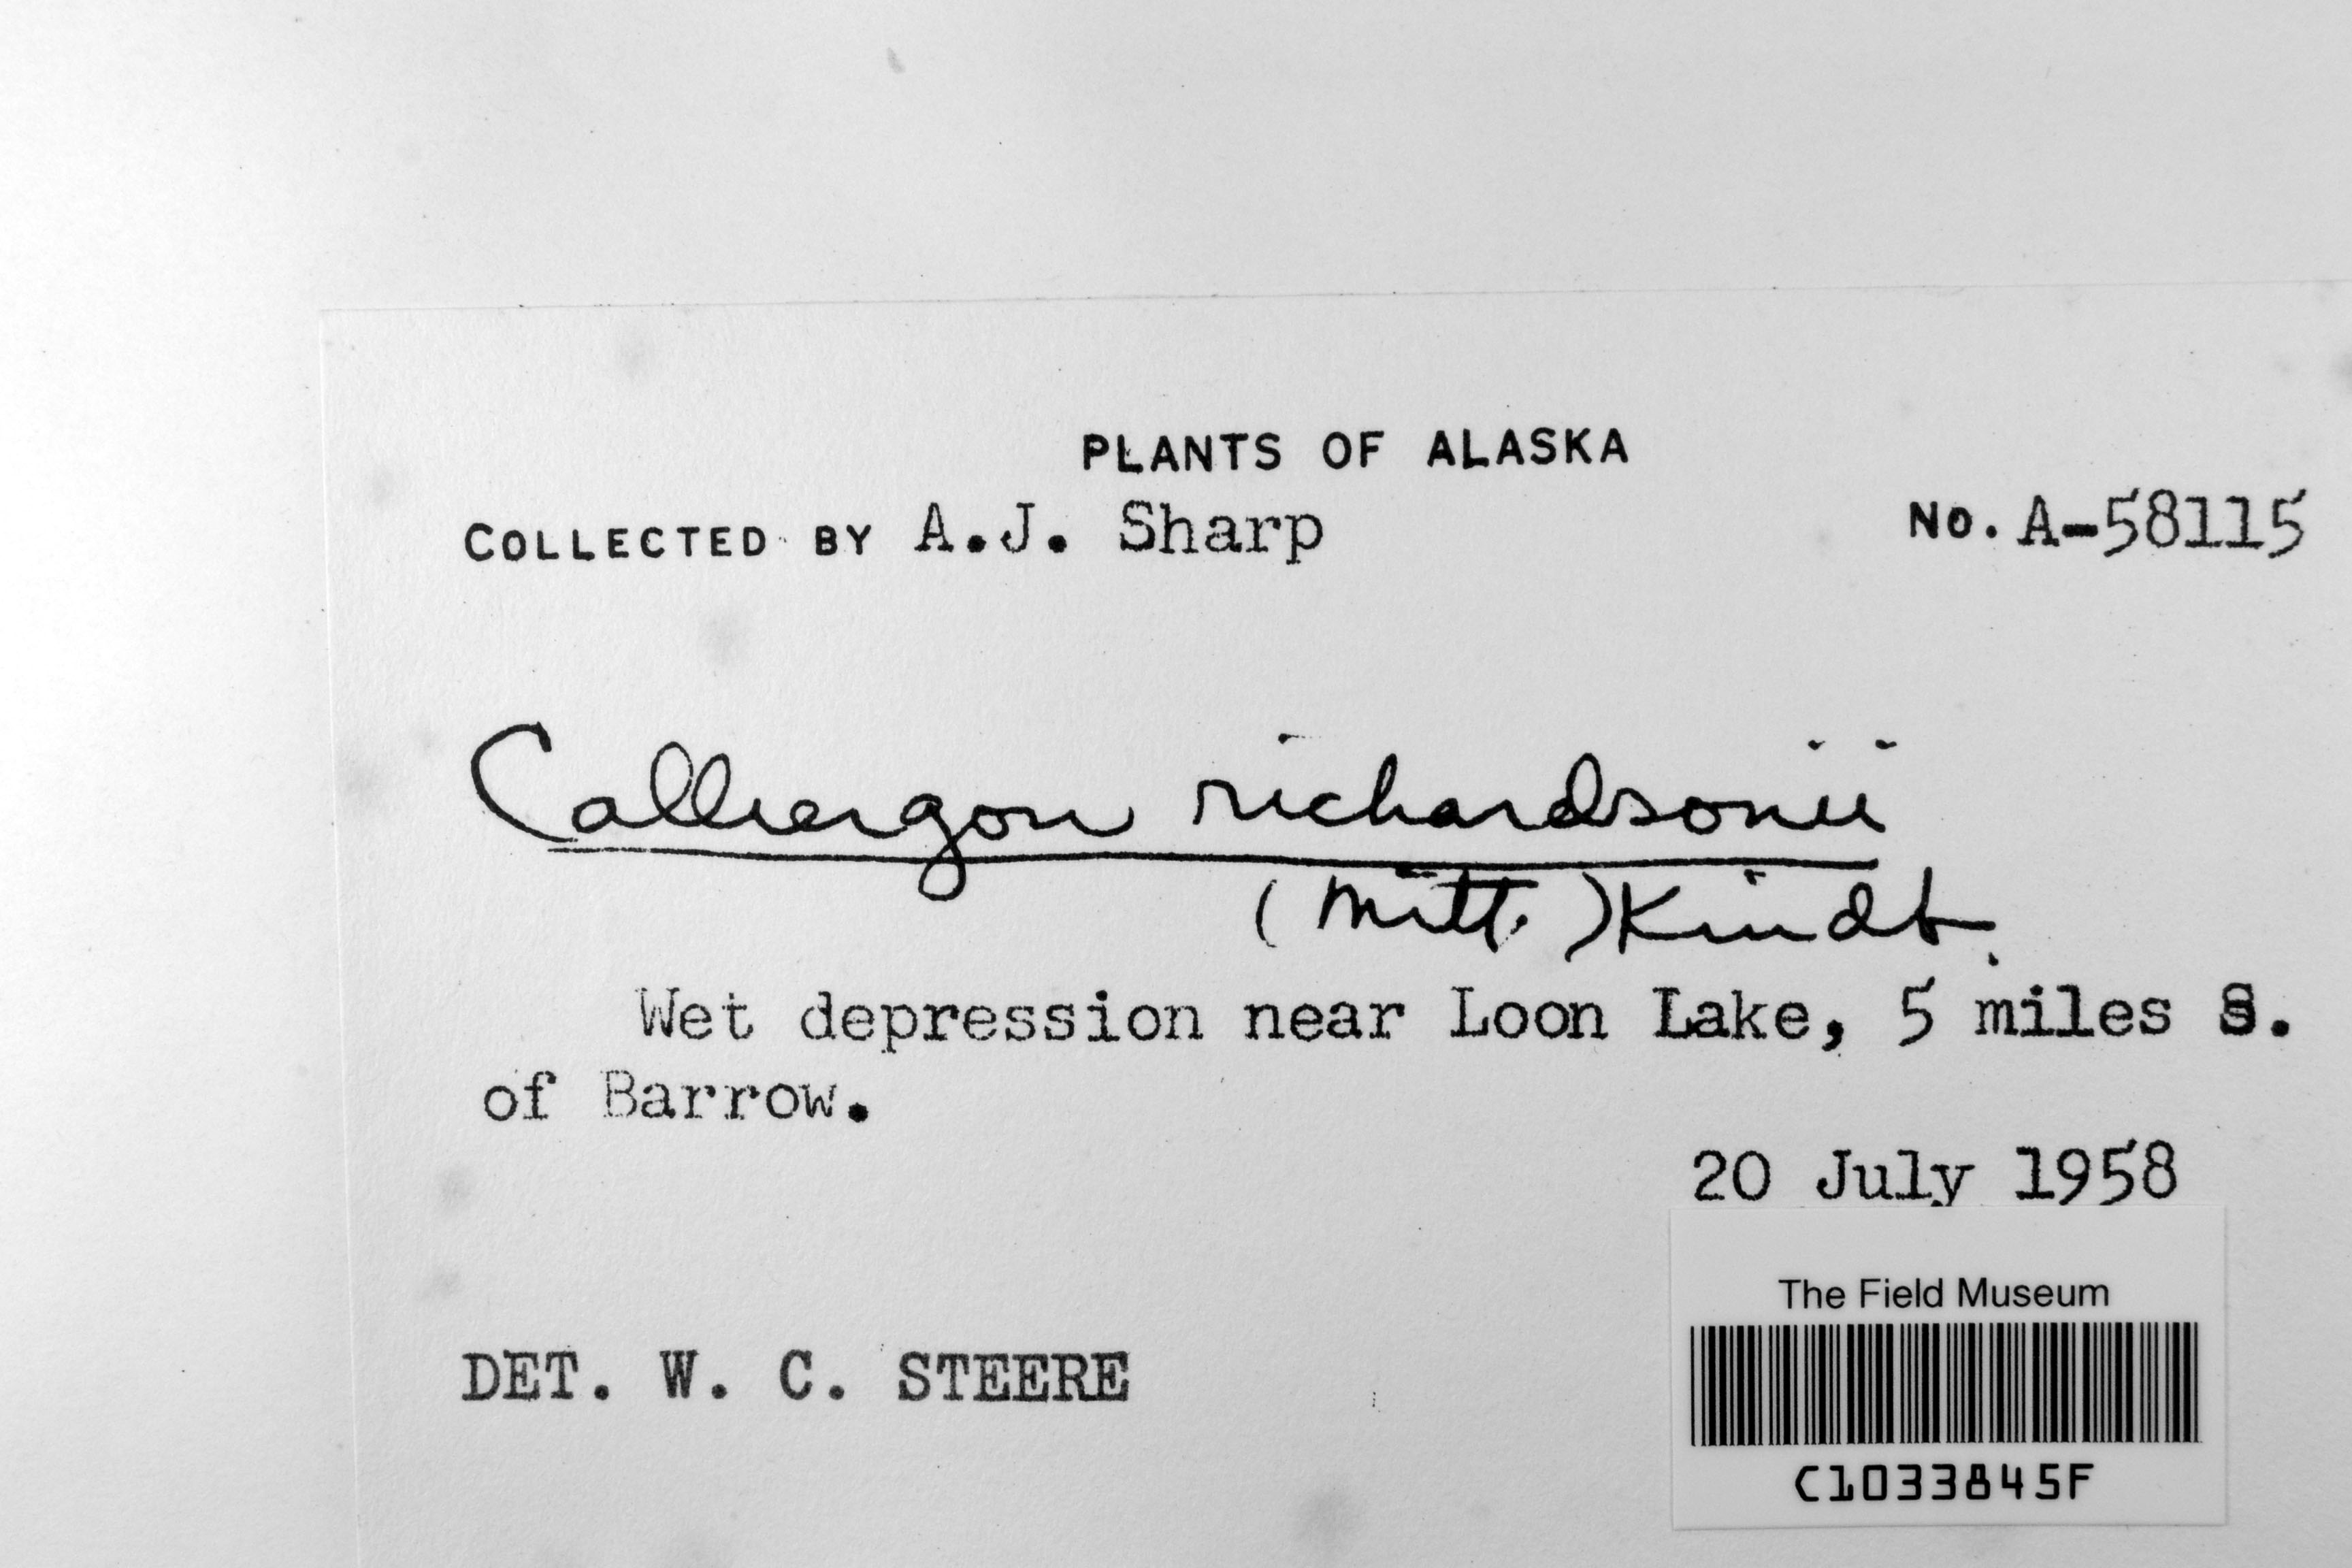 PLANTS OF ALASKA
COLLECTED BY A.J. Sharp No. A-58115
Calliergon richardsonii
(Mitt.) Kindb.
Wet depression near Loon Lake, 5 miles S.
of Barrow.
20 July 1958
The Field Museum
DET. W. C. STEERE
C1033845F